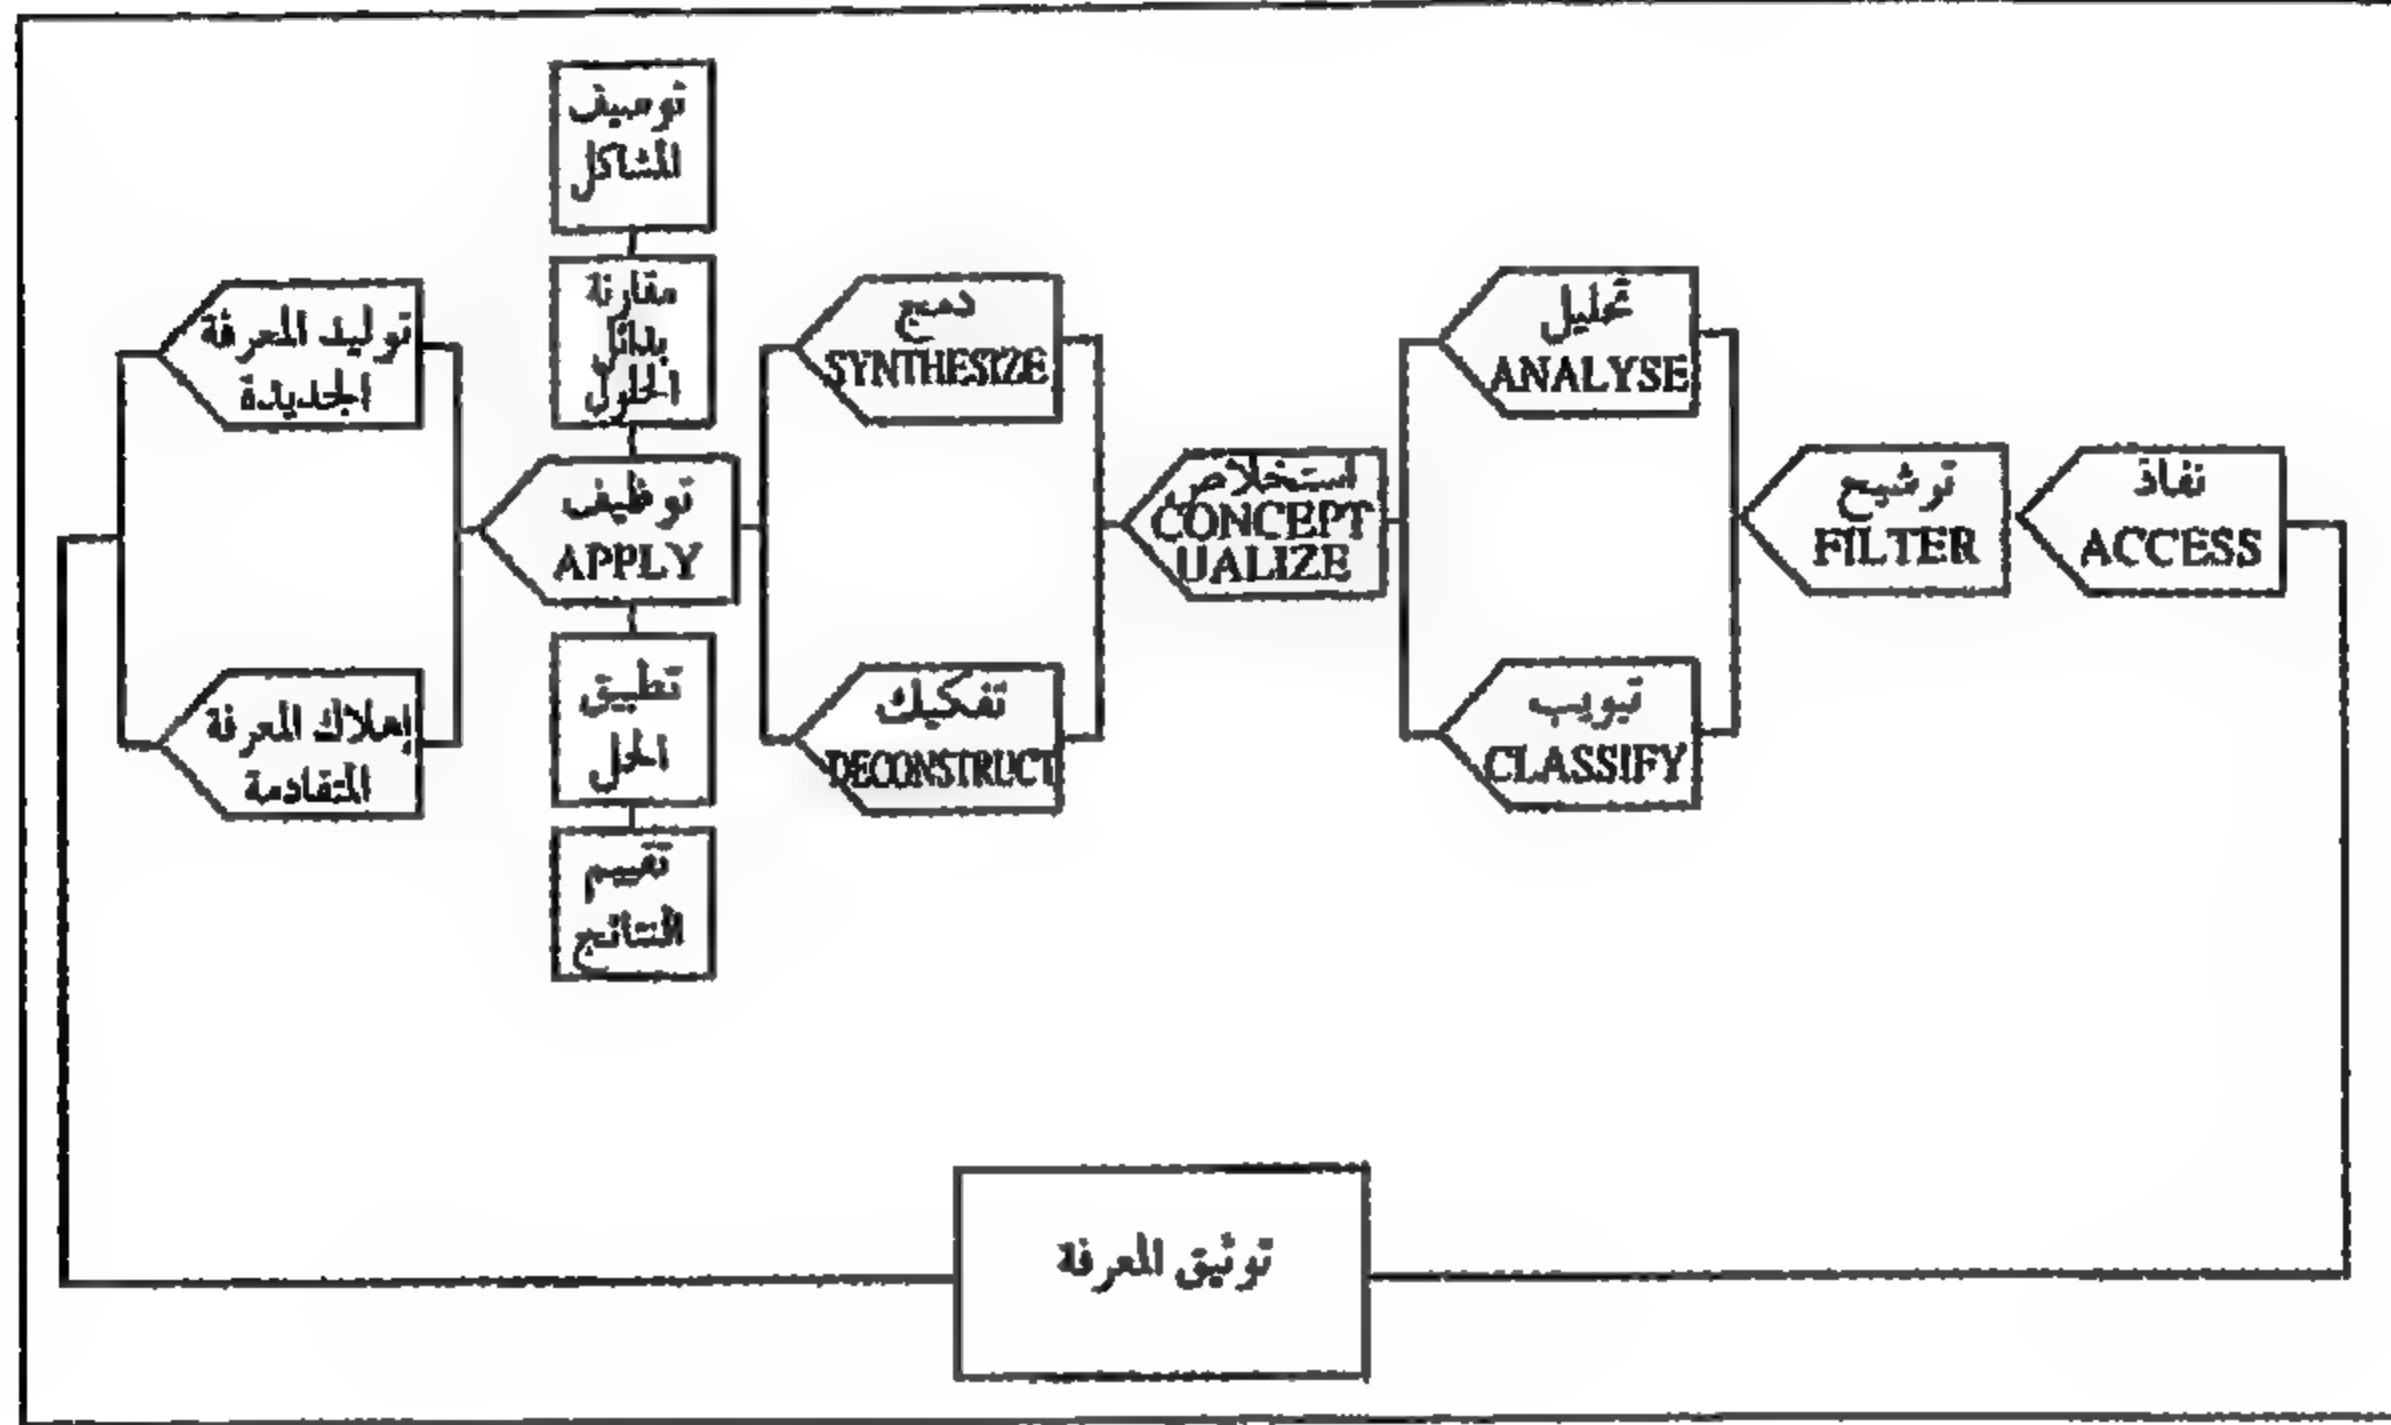 نفاذ
ACCESS
ترشيح
FILTER
تحليل
ANALYSE
تبويب
CLASSIFY
استخلاص
CONCEPT
UALIZE
دمج
SYNTHESIZE
تفكيك
DECONSTRUCT
توصيف
المشاكل
مقارنة
بدائل
الحلول
توظيف
APPLY
تطبيق
الحل
تقييم
النتائج
توليد المعرفة
الجديدة
إهلاك المعرفة
المتقادمة
توثيق المعرفة